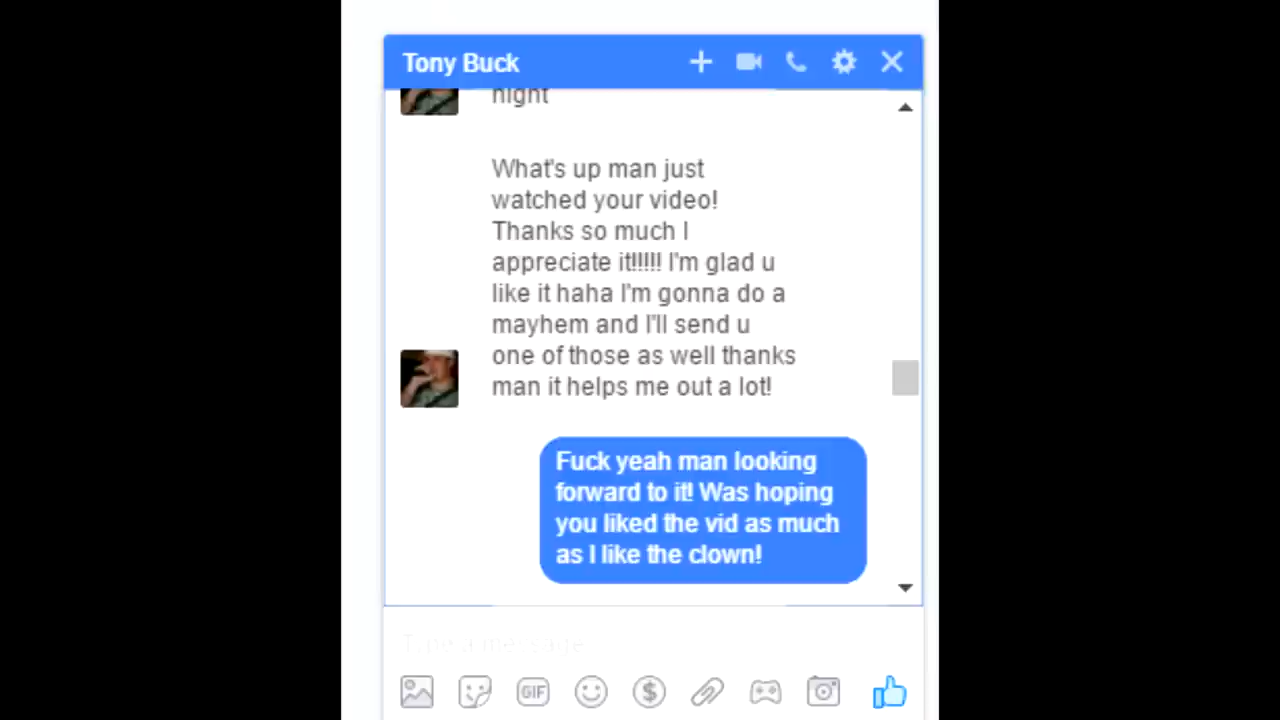 Tony Buck
night
What's up man just
watched your video!
Thanks so much I
appreciate it!!!!! I'm glad u
like it haha I'm gonna do a
mayhem and I'll send u
one of those as well thanks
man it helps me out a lot!
Fuck yeah man looking
forward to it! Was hoping
you liked the vid as much
as I like the clown!
Type a message
GIF